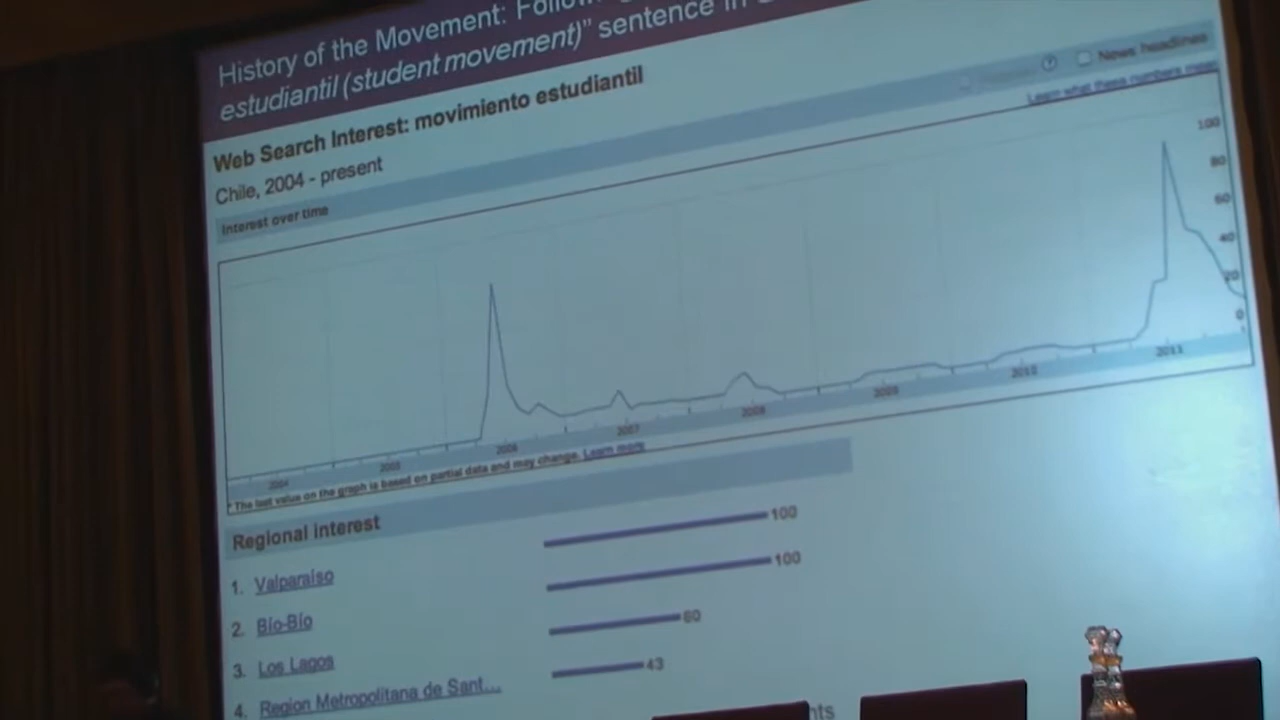 History of the Movement:
estudiantil (student movement)" sentence in
Web Search Interest: movimiento estudiantil
Chile, 2004 - present
News headlines
Learn what these numbers mean
Interest over time
100
80
60
40
20
0
2004 2005 2006 2007 2008 2009 2010 2011
* The last value on the graph is based on partial data and may change. Learn more
Regional interest
1. Valparaiso 100
2. Bío-Bío 100
3. Los Lagos 60
4. Region Metropolitana de Sant... 43